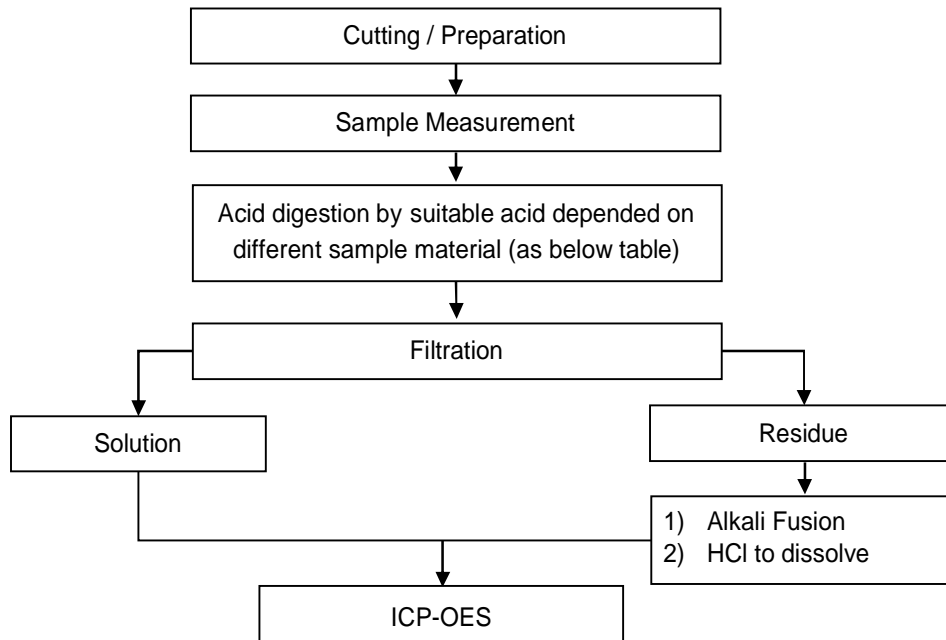 Cutting / Preparation
Sample Measurement
Acid digestion by suitable acid depended on
different sample material (as below table)
Filtration
Solution
Residue
1) Alkali Fusion
2) HCl to dissolve
ICP-OES